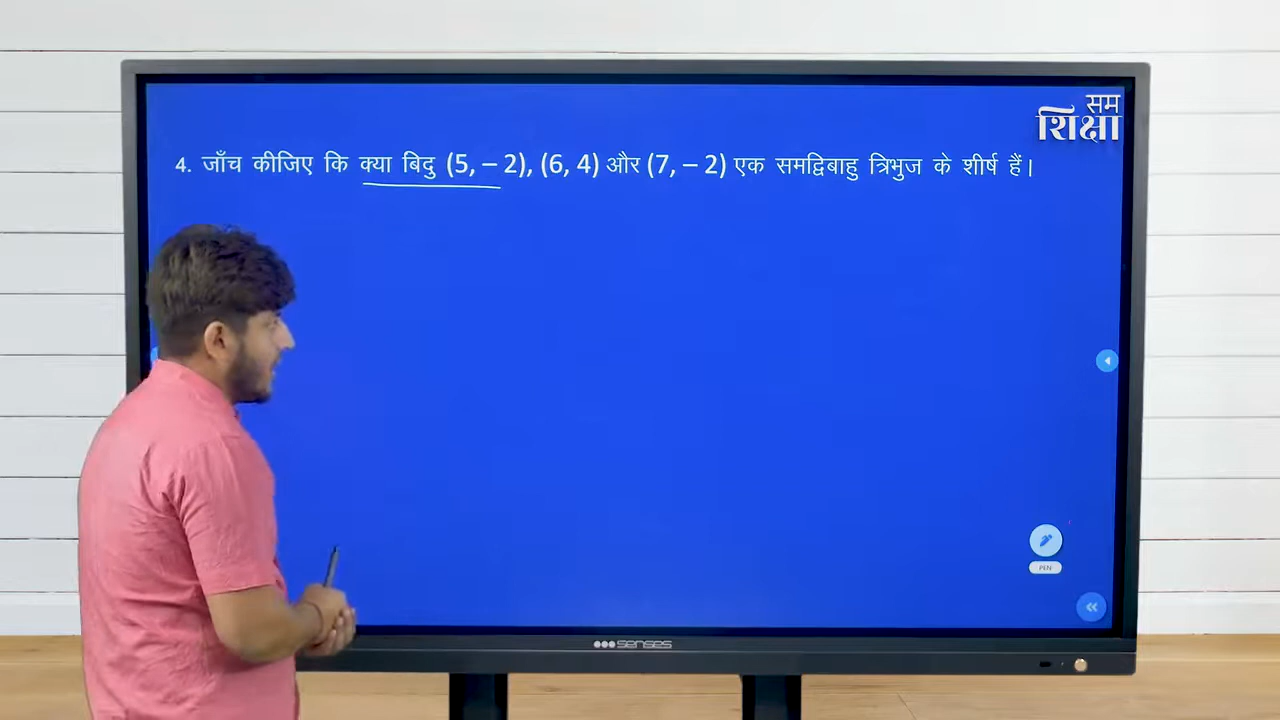 सम
शिक्षा
4. जाँच कीजिए कि क्या बिदु (5, – 2), (6, 4) और (7, – 2) एक समद्विबाहु त्रिभुज के शीर्ष हैं।
PEN
senses